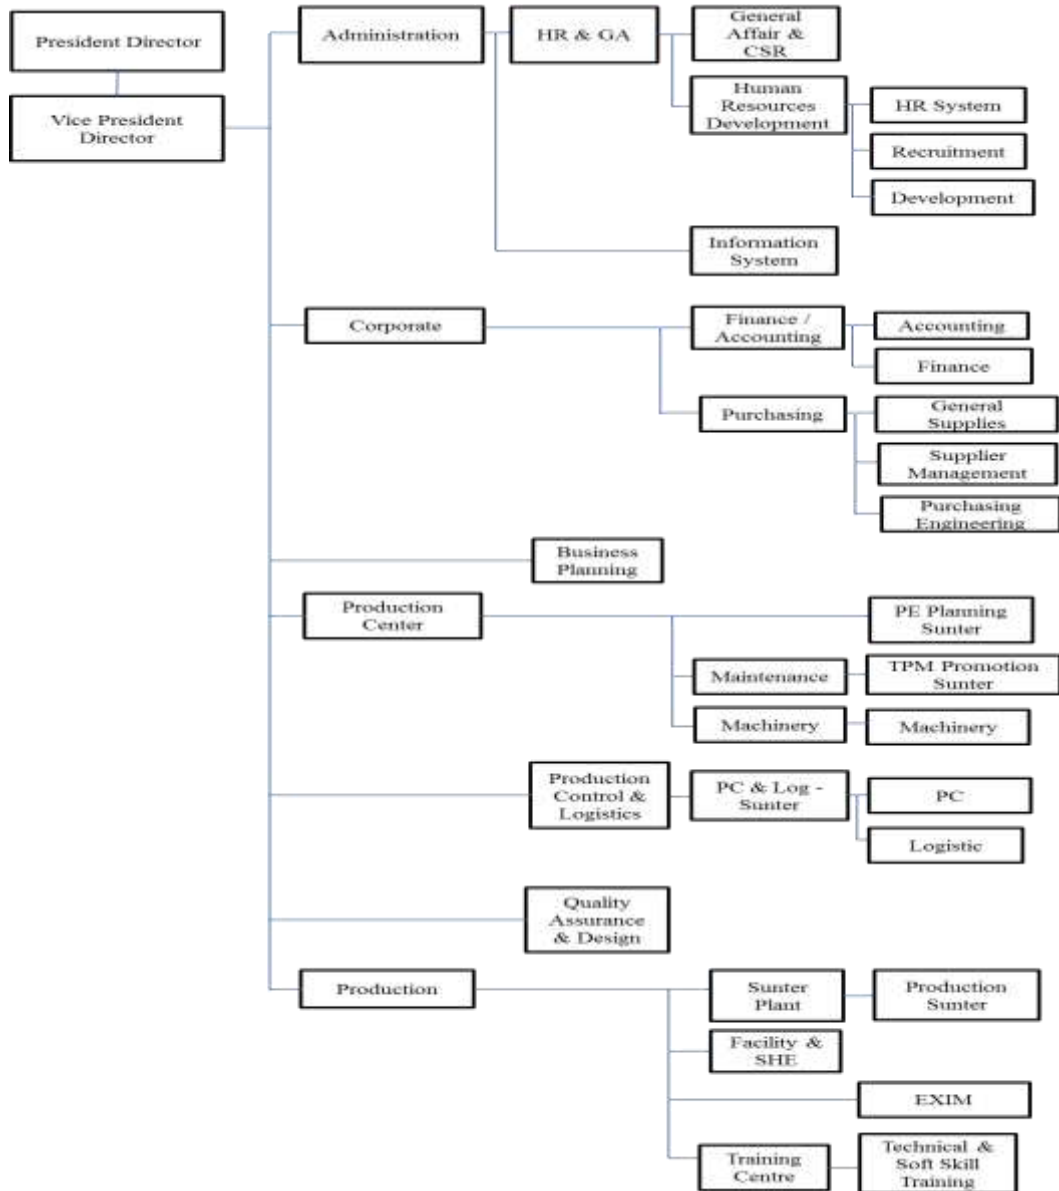 President Director
Vice President
Director
Administration
HR & GA
General
Affair &
CSR
Human
Resources
Development
HR System
Recruitment
Development
Information
System
Corporate
Finance /
Accounting
Accounting
Finance
Purchasing
General
Supplies
Supplier
Management
Purchasing
Engineering
Business
Planning
Production
Center
PE Planning
Sunter
Maintenance
TPM Promotion
Sunter
Machinery
Machinery
Production
Control &
Logistics
PC & Log -
Sunter
PC
Logistic
Quality
Assurance
& Design
Production
Sunter
Plant
Production
Sunter
Facility &
SHE
EXIM
Training
Centre
Technical &
Soft Skill
Training